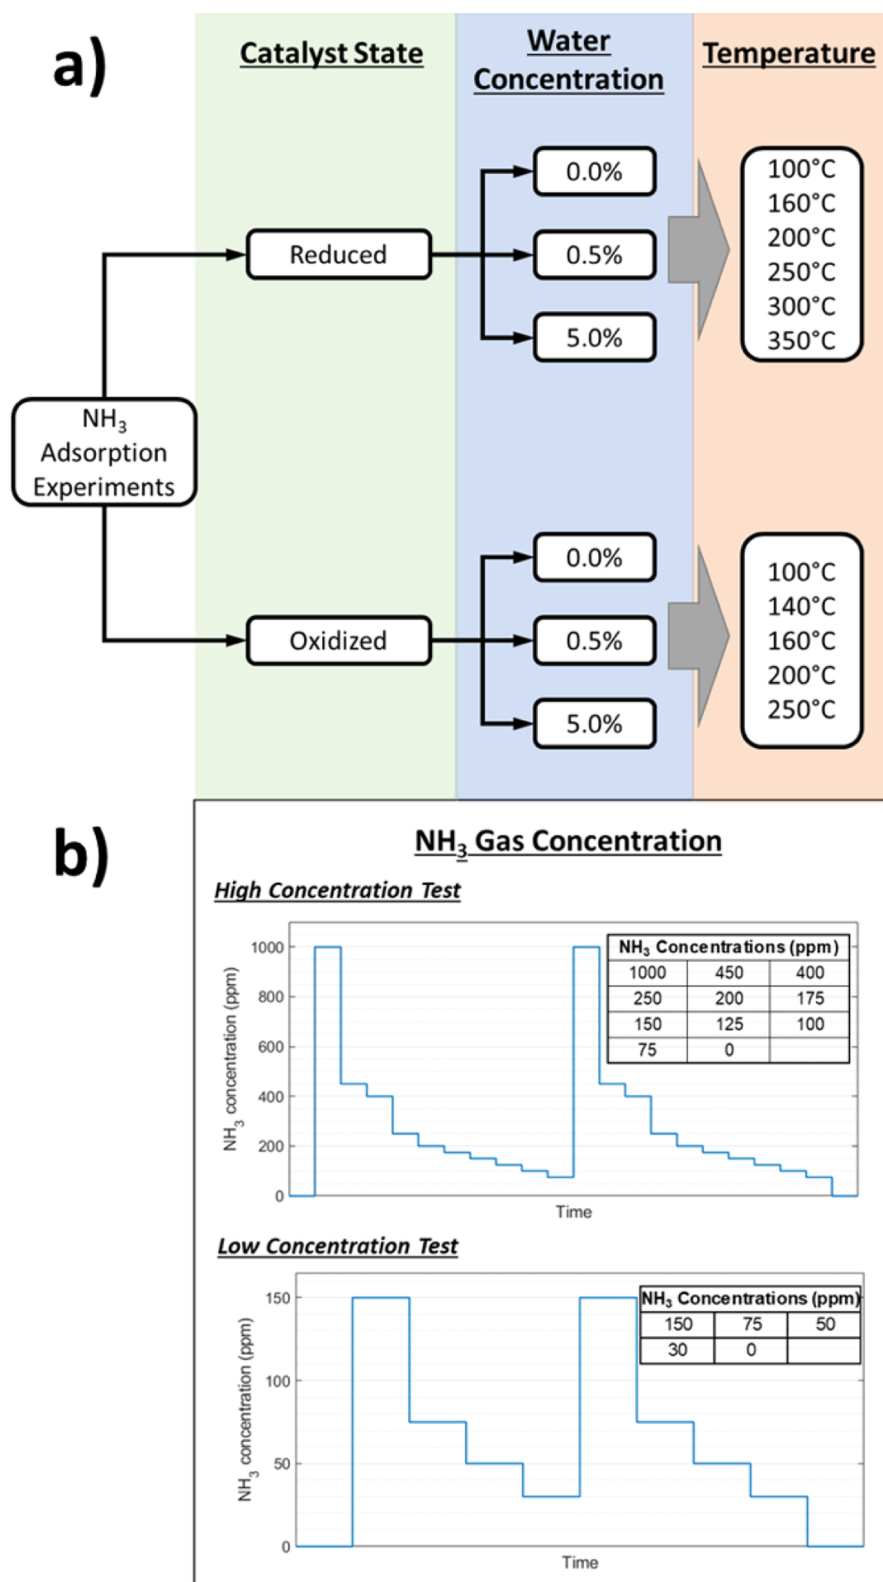 a)
Catalyst State
Water
Concentration
Temperature
NH₃
Adsorption
Experiments
Reduced
0.0%
0.5%
5.0%
100°C
160°C
200°C
250°C
300°C
350°C
Oxidized
0.0%
0.5%
5.0%
100°C
140°C
160°C
200°C
250°C
b)
NH₃ Gas Concentration
High Concentration Test
NH₃ concentration (ppm)
1000
800
600
400
200
0
Time
NH₃ Concentrations (ppm)
1000 450 400
250 200 175
150 125 100
75 0
Low Concentration Test
NH₃ concentration (ppm)
150
100
50
0
Time
NH₃ Concentrations (ppm)
150 75 50
30 0